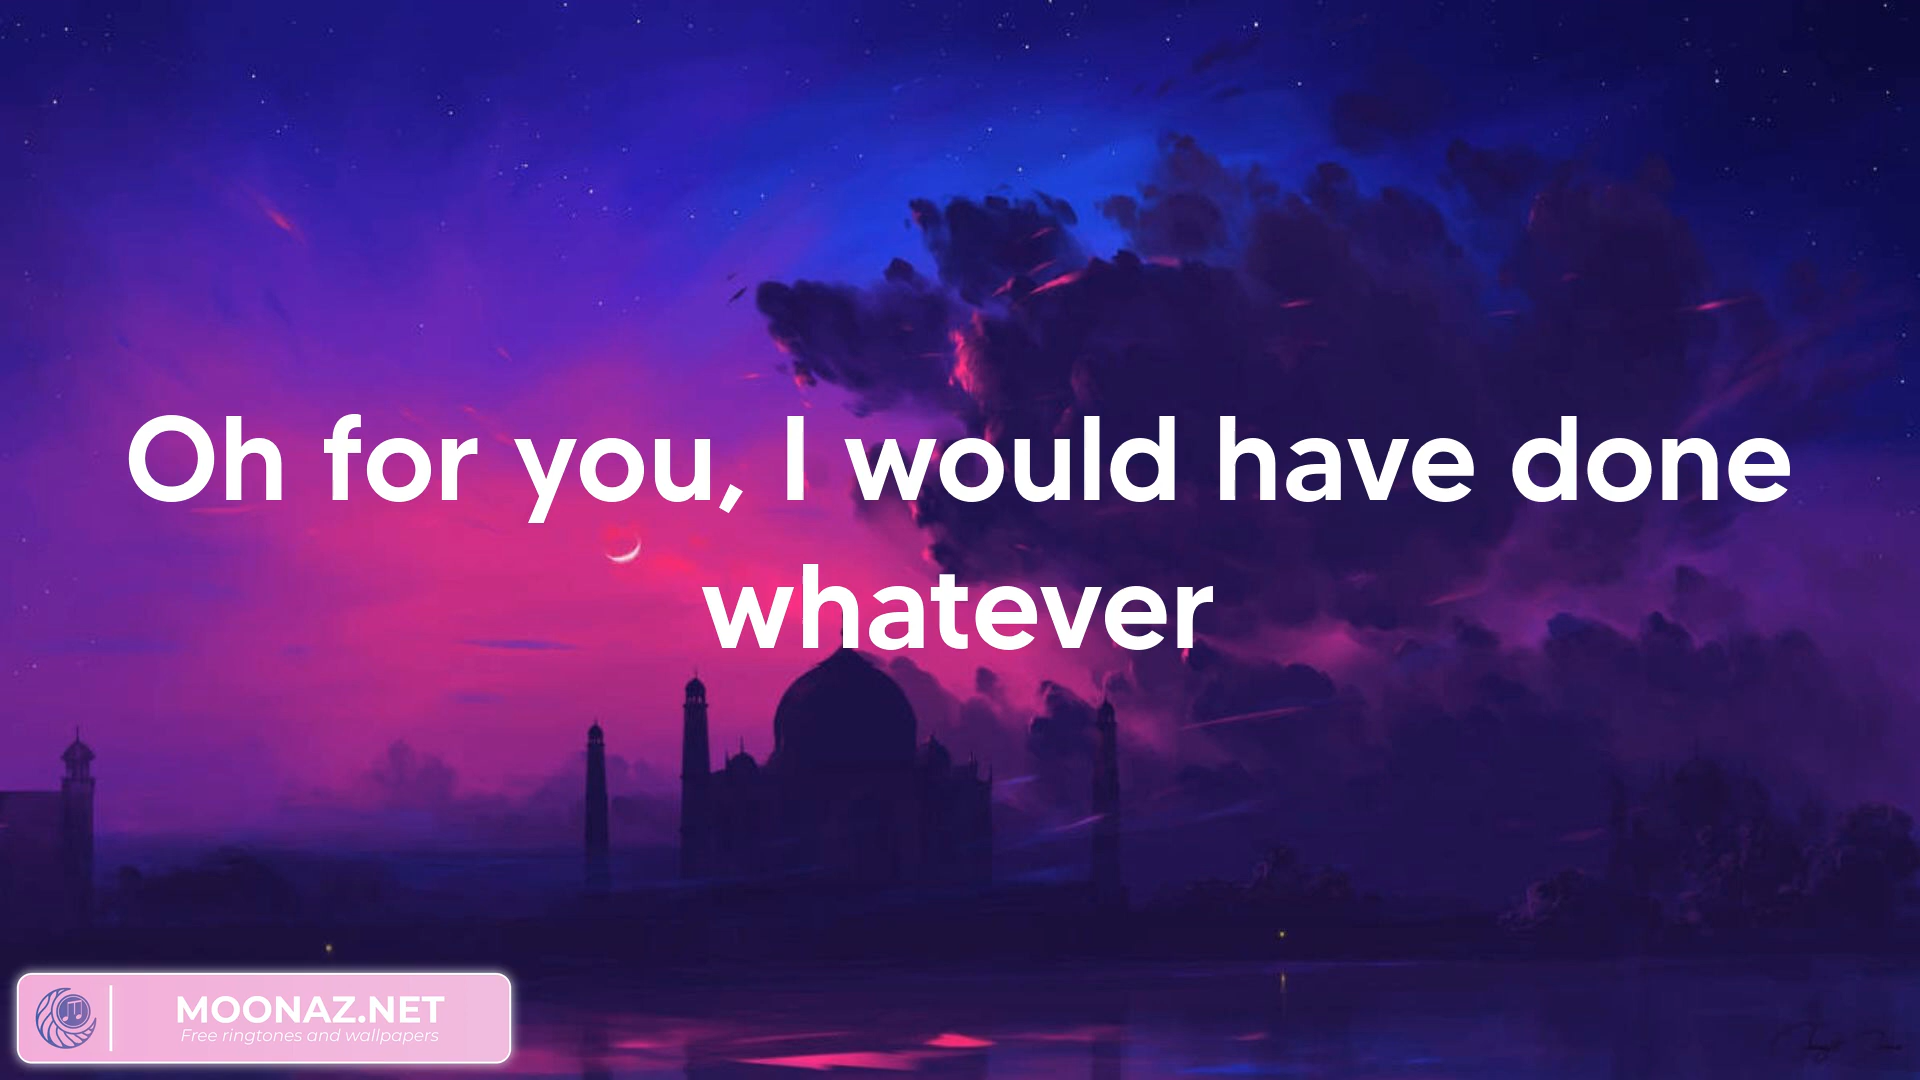 Oh for you, I would have done
whatever
MOONAZ.NET
Free ringtones and wallpapers